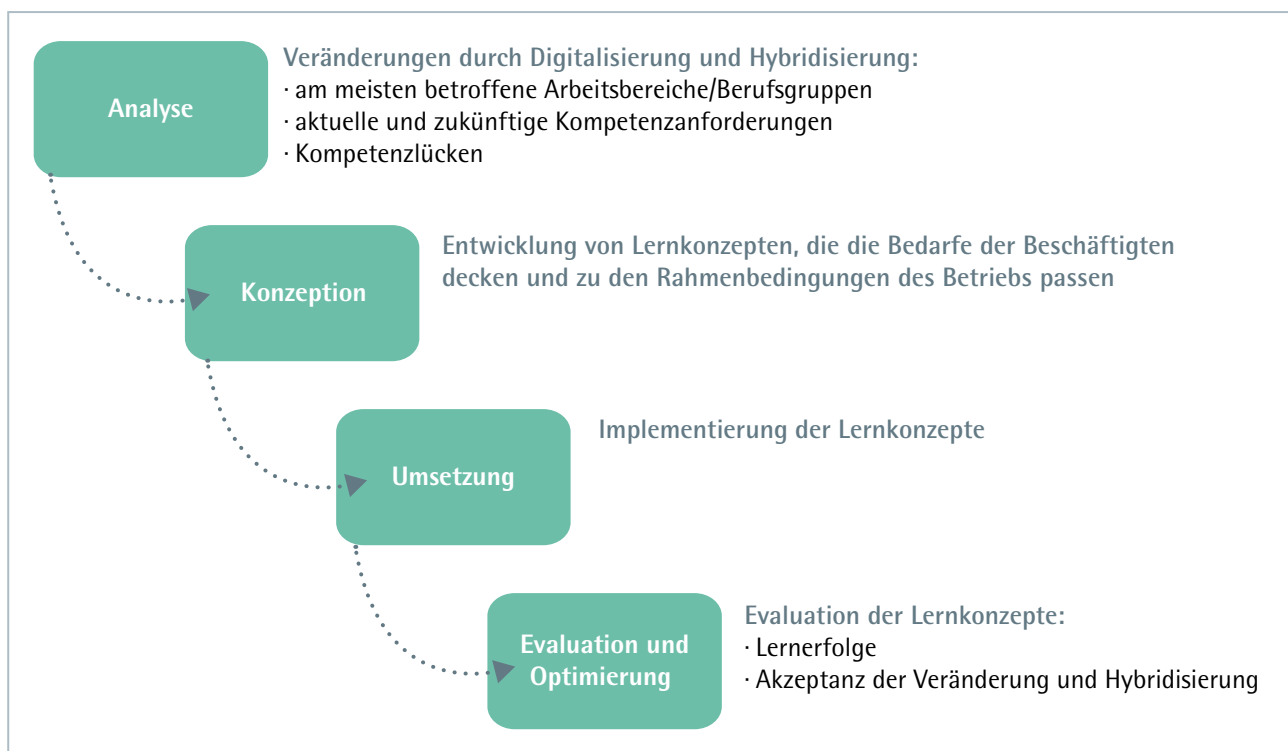 Analyse
Veränderungen durch Digitalisierung und Hybridisierung:
· am meisten betroffene Arbeitsbereiche/Berufsgruppen
· aktuelle und zukünftige Kompetenzanforderungen
· Kompetenzlücken
Konzeption
Entwicklung von Lernkonzepten, die die Bedarfe der Beschäftigten
decken und zu den Rahmenbedingungen des Betriebs passen
Umsetzung
Implementierung der Lernkonzepte
Evaluation und
Optimierung
Evaluation der Lernkonzepte:
· Lernerfolge
· Akzeptanz der Veränderung und Hybridisierung